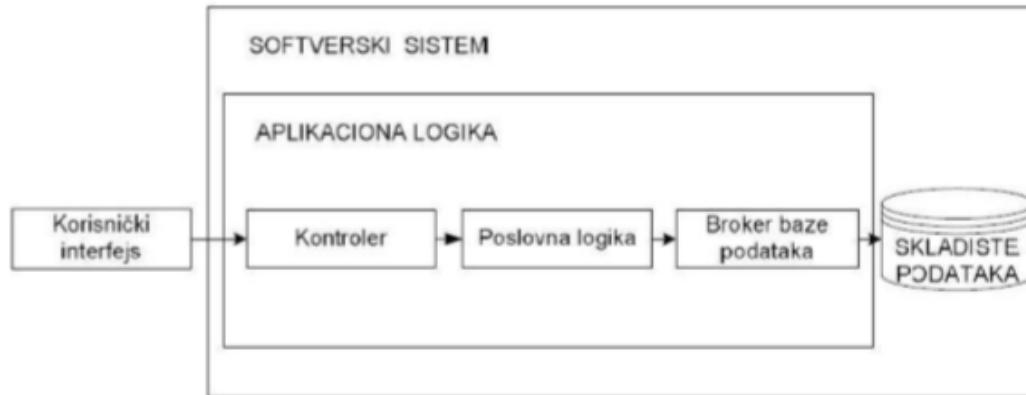 SOFTVERSKI SISTEM
APLIKACIONA LOGIKA
Korisnički
interfejs
Kontroler
Poslovna logika
Broker baze
podataka
SKLADISTE
PODATAKA